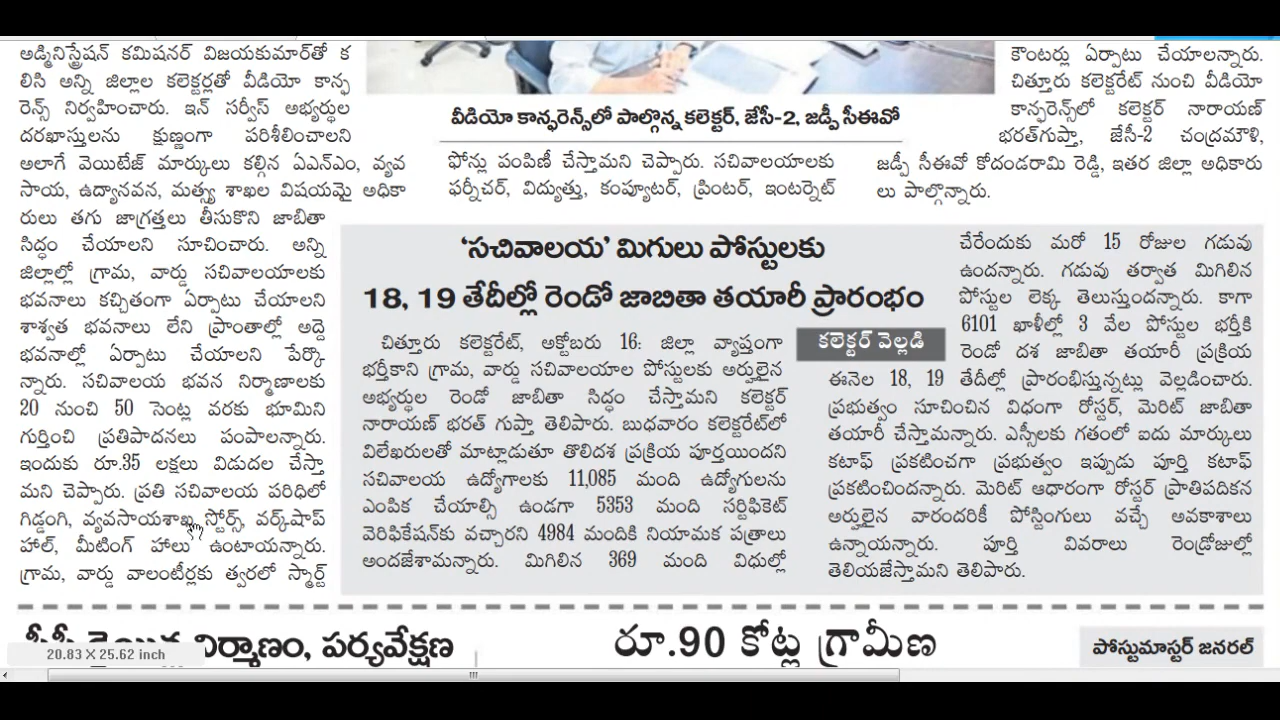 అడ్మినిస్ట్రేషన్ కమిషనర్ విజయకుమార్‌తో క
లిసి అన్ని జిల్లాల కలెక్టర్లతో వీడియో కాన్ఫ
రెన్స్ నిర్వహించారు. ఇన్ సర్వీస్ అభ్యర్థుల
దరఖాస్తులను క్షుణ్ణంగా పరిశీలించాలని
అలాగే వెయిటేజ్ మార్కులు కల్గిన ఏఎన్ఎం, వ్యవ
సాయ, ఉద్యానవన, మత్స్య శాఖల విషయమై అధికా
రులు తగు జాగ్రత్తలు తీసుకొని జాబితా
సిద్ధం చేయాలని సూచించారు. అన్ని
జిల్లాల్లో గ్రామ, వార్డు సచివాలయాలకు
భవనాలు కచ్చితంగా ఏర్పాటు చేయాలని
శాశ్వత భవనాలు లేని ప్రాంతాల్లో అద్దె
భవనాల్లో ఏర్పాటు చేయాలని పేర్కొ
న్నారు. సచివాలయ భవన నిర్మాణాలకు
20 నుంచి 50 సెంట్ల వరకు భూమిని
గుర్తించి ప్రతిపాదనలు పంపాలన్నారు.
ఇందుకు రూ.35 లక్షలు విడుదల చేస్తా
మని చెప్పారు. ప్రతి సచివాలయ పరిధిలో
గిడ్డంగి, వ్యవసాయశాఖ స్టోర్స్, వర్క్‌షాప్
హాల్, మీటింగ్ హాలు ఉంటాయన్నారు.
గ్రామ, వార్డు వాలంటీర్లకు త్వరలో స్మార్ట్
వీడియో కాన్ఫరెన్స్‌లో పాల్గొన్న కలెక్టర్, జేసీ-2, జడ్పీ సీఈవో
ఫోన్లు పంపిణీ చేస్తామని చెప్పారు. సచివాలయాలకు
ఫర్నీచర్, విద్యుత్తు, కంప్యూటర్, ప్రింటర్, ఇంటర్నెట్
కౌంటర్లు ఏర్పాటు చేయాలన్నారు.
చిత్తూరు కలెక్టరేట్ నుంచి వీడియో
కాన్ఫరెన్స్‌లో కలెక్టర్ నారాయణ్
భరత్‌గుప్తా, జేసీ-2 చంద్రమౌళి,
జడ్పీ సీఈవో కోదండరామి రెడ్డి, ఇతర జిల్లా అధికారు
లు పాల్గొన్నారు.
‘సచివాలయ’ మిగులు పోస్టులకు
18, 19 తేదీల్లో రెండో జాబితా తయారీ ప్రారంభం
చిత్తూరు కలెక్టరేట్, అక్టోబరు 16: జిల్లా వ్యాప్తంగా
భర్తీకాని గ్రామ, వార్డు సచివాలయాల పోస్టులకు అర్హులైన
అభ్యర్థుల రెండో జాబితా సిద్ధం చేస్తామని కలెక్టర్
నారాయణ్ భరత్ గుప్తా తెలిపారు. బుధవారం కలెక్టరేట్‌లో
విలేఖరులతో మాట్లాడుతూ తొలిదశ ప్రక్రియ పూర్తయిందని
సచివాలయ ఉద్యోగాలకు 11,085 మంది ఉద్యోగులను
ఎంపిక చేయాల్సి ఉండగా 5353 మంది సర్టిఫికెట్
వెరిఫికేషన్‌కు వచ్చారని 4984 మందికి నియామక పత్రాలు
అందజేశామన్నారు. మిగిలిన 369 మంది విధుల్లో
కలెక్టర్ వెల్లడి
చేరేందుకు మరో 15 రోజుల గడువు
ఉందన్నారు. గడువు తర్వాత మిగిలిన
పోస్టుల లెక్క తెలుస్తుందన్నారు. కాగా
6101 ఖాళీల్లో 3 వేల పోస్టుల భర్తీకి
రెండో దశ జాబితా తయారీ ప్రక్రియ
ఈనెల 18, 19 తేదీల్లో ప్రారంభిస్తున్నట్లు వెల్లడించారు.
ప్రభుత్వం సూచించిన విధంగా రోస్టర్, మెరిట్ జాబితా
తయారీ చేస్తామన్నారు. ఎస్సీలకు గతంలో ఐదు మార్కులు
కటాఫ్ ప్రకటించగా ప్రభుత్వం ఇప్పుడు పూర్తి కటాఫ్
ప్రకటించిందన్నారు. మెరిట్ ఆధారంగా రోస్టర్ ప్రాతిపదికన
అర్హులైన వారందరికీ పోస్టింగులు వచ్చే అవకాశాలు
ఉన్నాయన్నారు. పూర్తి వివరాలు రెండ్రోజుల్లో
తెలియజేస్తామని తెలిపారు.
నిర్మాణం, పర్యవేక్షణ
రూ.90 కోట్ల గ్రామీణ
పోస్టుమాస్టర్ జనరల్
20.83 X 25.62 inch